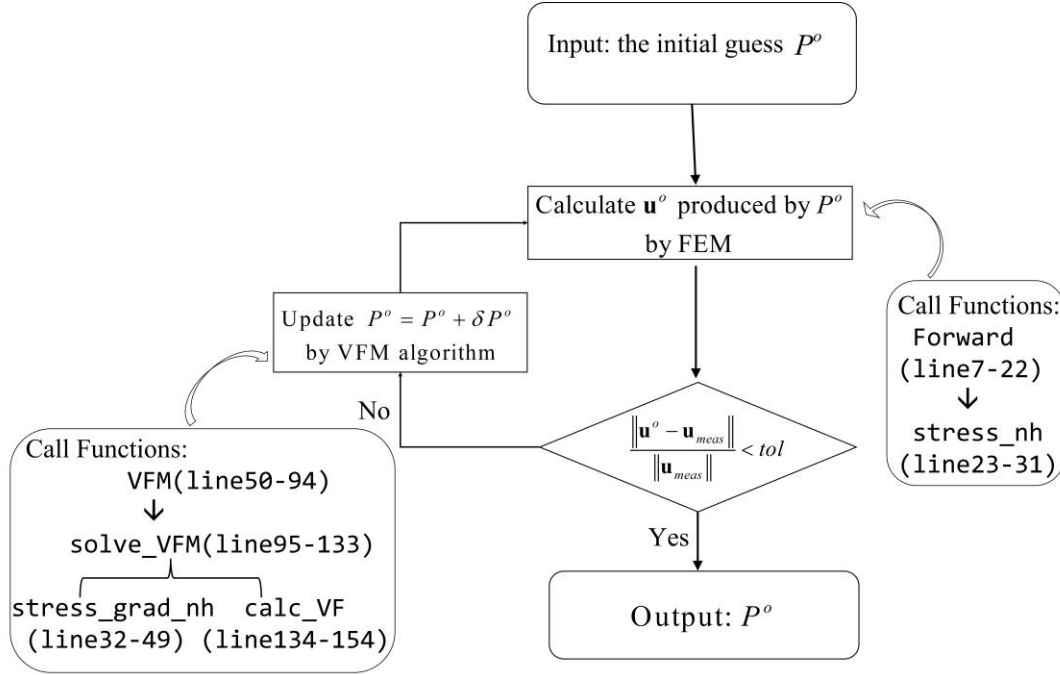 Input: the initial guess P^o
Calculate u^o produced by P^o
by FEM
Update P^o = P^o + δP^o
by VFM algorithm
Call Functions:
Forward
(line7-22)
↓
stress_nh
(line23-31)
No
‖u^o − u_meas‖ / ‖u_meas‖ < tol
Call Functions:
VFM(line50-94)
↓
solve_VFM(line95-133)
stress_grad_nh calc_VF
(line32-49) (line134-154)
Yes
Output: P^o